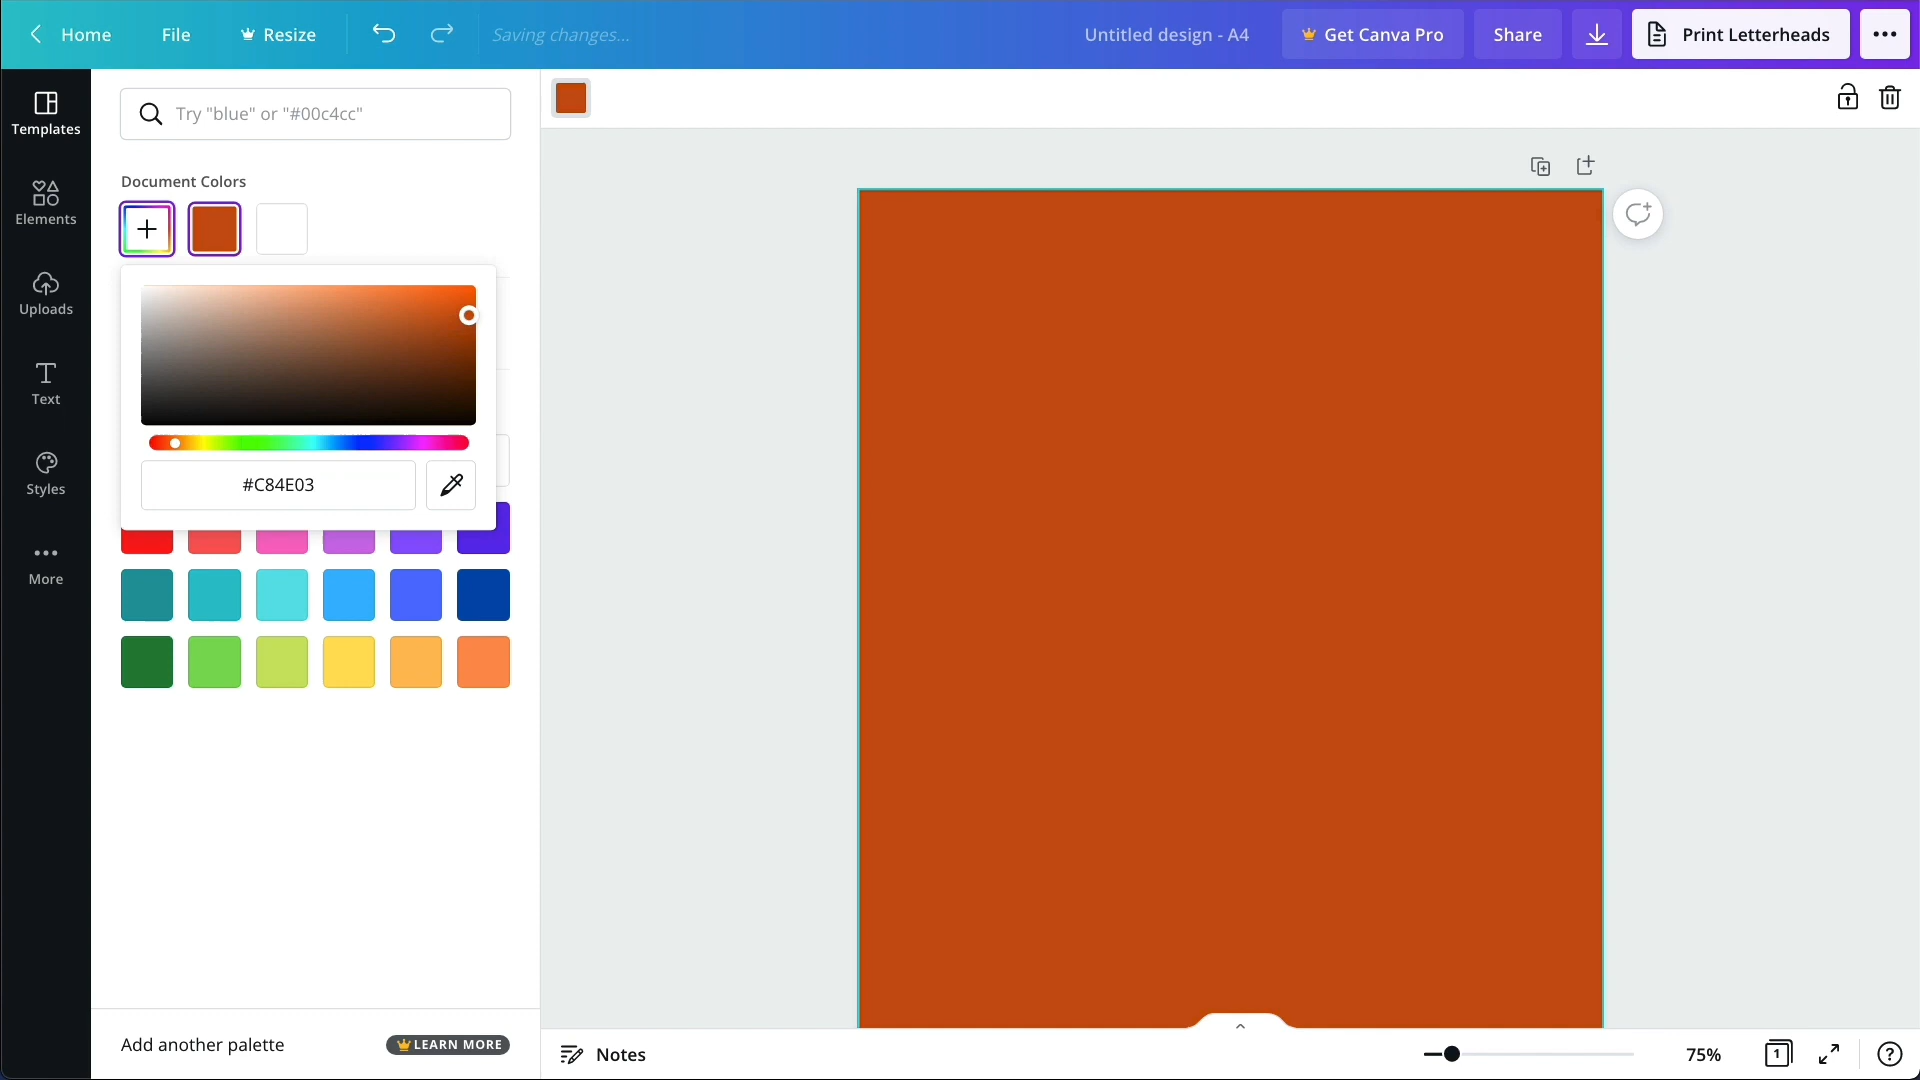 Home File Resize Saving changes... Untitled design - A4 Get Canva Pro Share Print Letterheads
Templates
Elements
Uploads
Text
Styles
More
Try "blue" or "#00c4cc"
Document Colors
#C84E03
Add another palette LEARN MORE
Notes 75% 1 ?